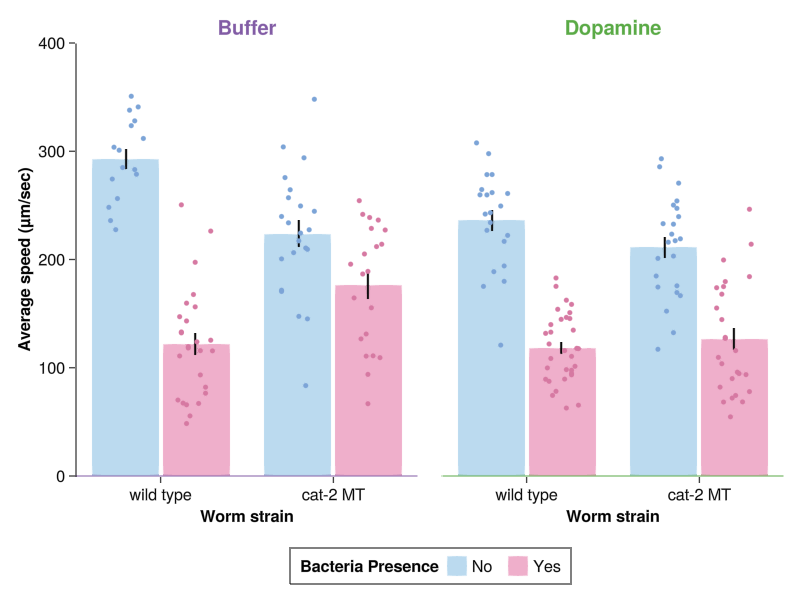 Buffer
Dopamine
400
300
200
100
0
Average speed (µm/sec)
wild type
cat-2 MT
wild type
cat-2 MT
Worm strain
Worm strain
Bacteria Presence No Yes